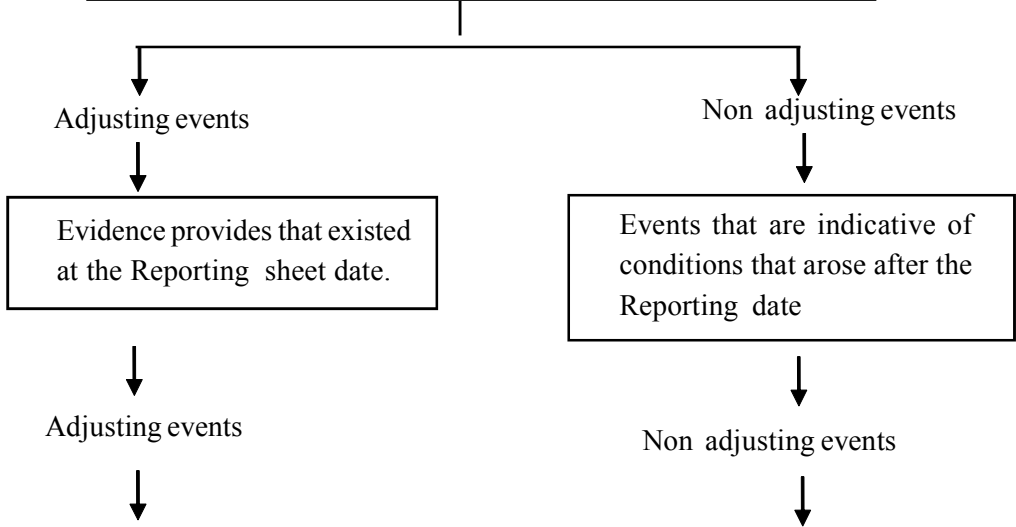 Adjusting events
Non adjusting events
Evidence provides that existed
at the Reporting sheet date.
Events that are indicative of
conditions that arose after the
Reporting date
Adjusting events
Non adjusting events